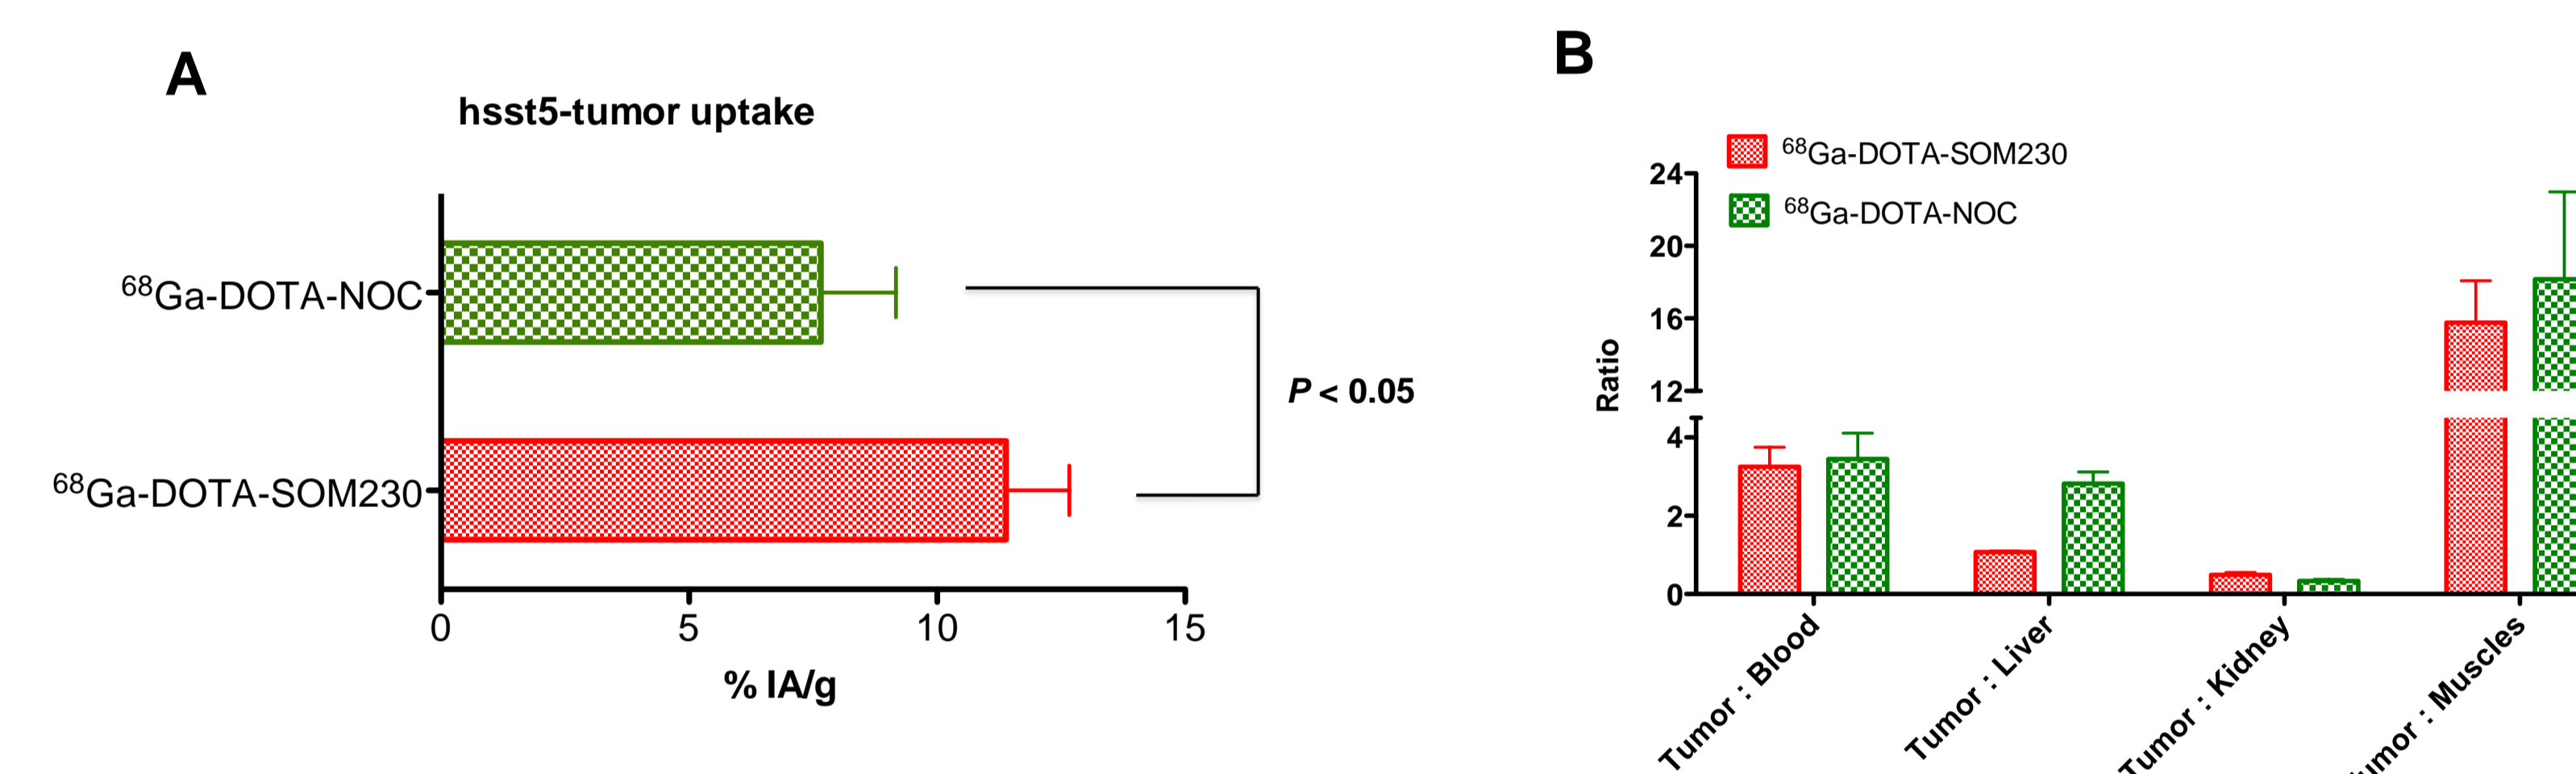 A
hsst5-tumor uptake
⁶⁸Ga-DOTA-NOC
⁶⁸Ga-DOTA-SOM230
P < 0.05
0 5 10 15
% IA/g
B
⁶⁸Ga-DOTA-SOM230
⁶⁸Ga-DOTA-NOC
Ratio
24
20
16
12
4
2
0
Tumor : Blood
Tumor : Liver
Tumor : Kidney
: Muscles